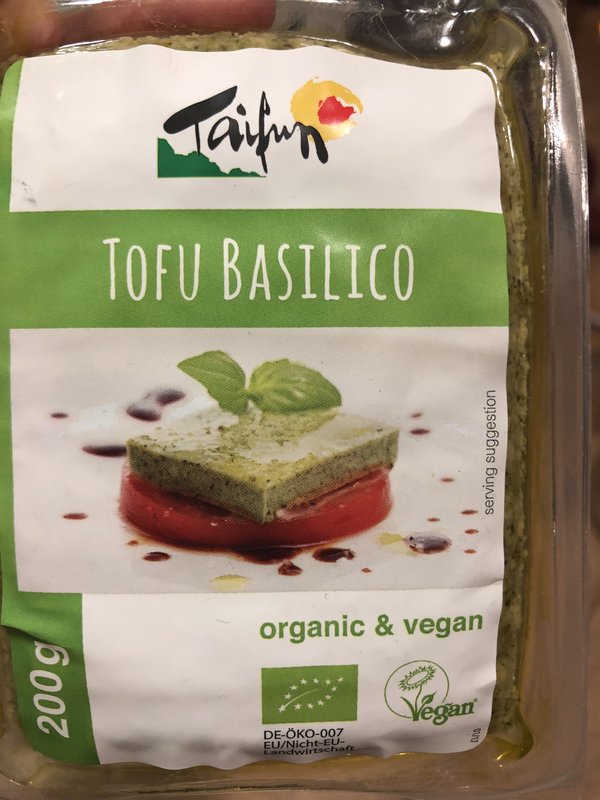 Taifun
TOFU BASILICO
serving suggestion
organic & vegan
200g
DE-ÖKO-007
EU/Nicht-EU-
Landwirtschaft
Vegan